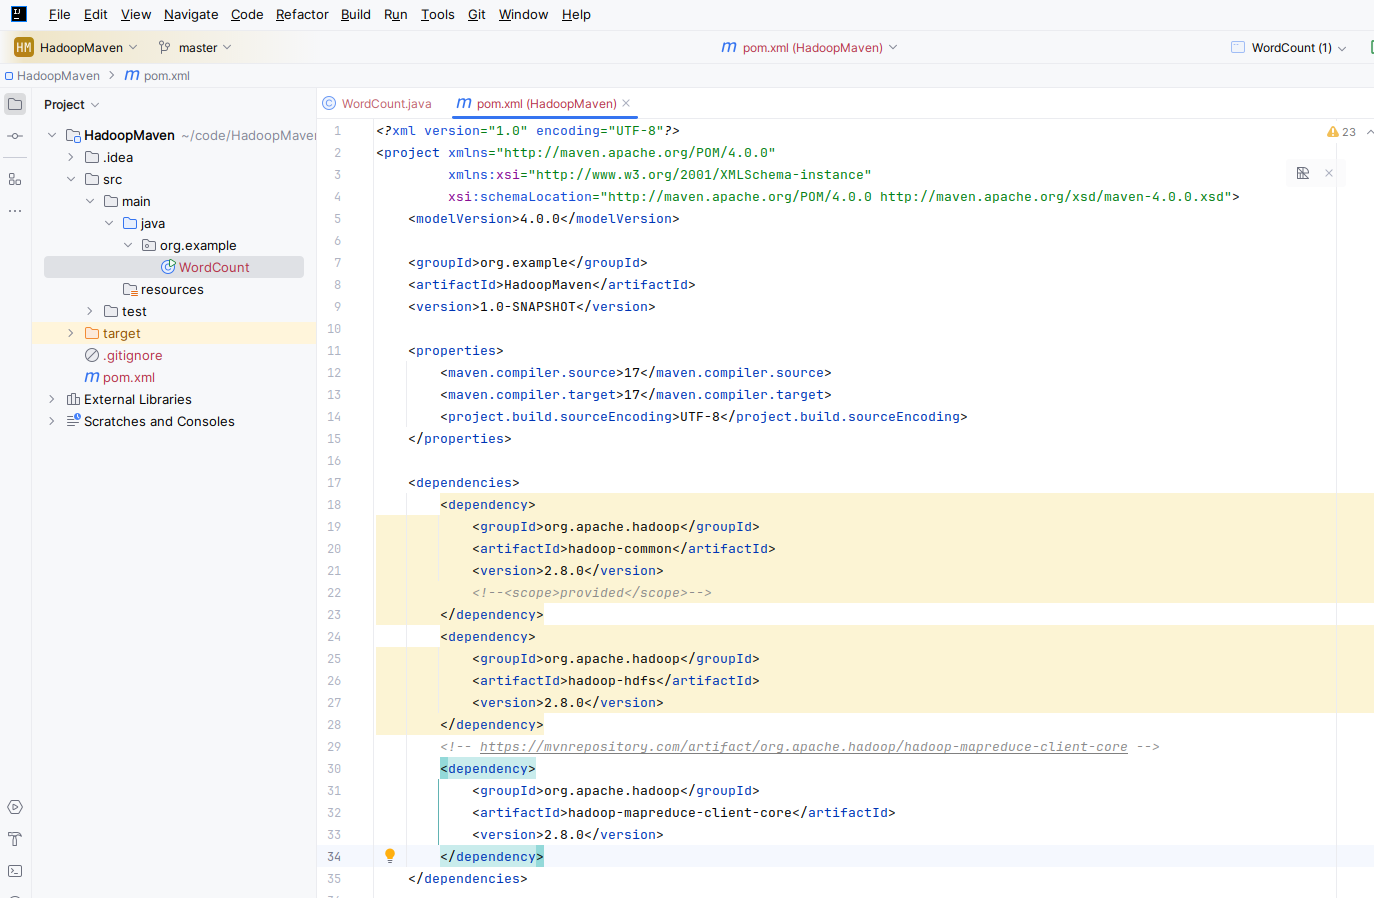 File Edit View Navigate Code Refactor Build Run Tools Git Window Help
HM HadoopMaven master m pom.xml (HadoopMaven) WordCount (1)
HadoopMaven m pom.xml
Project
HadoopMaven ~/code/HadoopMaven
.idea
src
main
java
org.example
WordCount
resources
test
target
.gitignore
m pom.xml
External Libraries
Scratches and Consoles
WordCount.java m pom.xml (HadoopMaven)
23
1 <?xml version="1.0" encoding="UTF-8"?>
2 <project xmlns="http://maven.apache.org/POM/4.0.0"
3 xmlns:xsi="http://www.w3.org/2001/XMLSchema-instance"
4 xsi:schemaLocation="http://maven.apache.org/POM/4.0.0 http://maven.apache.org/xsd/maven-4.0.0.xsd">
5 <modelVersion>4.0.0</modelVersion>
6
7 <groupId>org.example</groupId>
8 <artifactId>HadoopMaven</artifactId>
9 <version>1.0-SNAPSHOT</version>
10
11 <properties>
12 <maven.compiler.source>17</maven.compiler.source>
13 <maven.compiler.target>17</maven.compiler.target>
14 <project.build.sourceEncoding>UTF-8</project.build.sourceEncoding>
15 </properties>
16
17 <dependencies>
18 <dependency>
19 <groupId>org.apache.hadoop</groupId>
20 <artifactId>hadoop-common</artifactId>
21 <version>2.8.0</version>
22 <!--<scope>provided</scope>-->
23 </dependency>
24 <dependency>
25 <groupId>org.apache.hadoop</groupId>
26 <artifactId>hadoop-hdfs</artifactId>
27 <version>2.8.0</version>
28 </dependency>
29 <!-- https://mvnrepository.com/artifact/org.apache.hadoop/hadoop-mapreduce-client-core -->
30 <dependency>
31 <groupId>org.apache.hadoop</groupId>
32 <artifactId>hadoop-mapreduce-client-core</artifactId>
33 <version>2.8.0</version>
34 </dependency>
35 </dependencies>